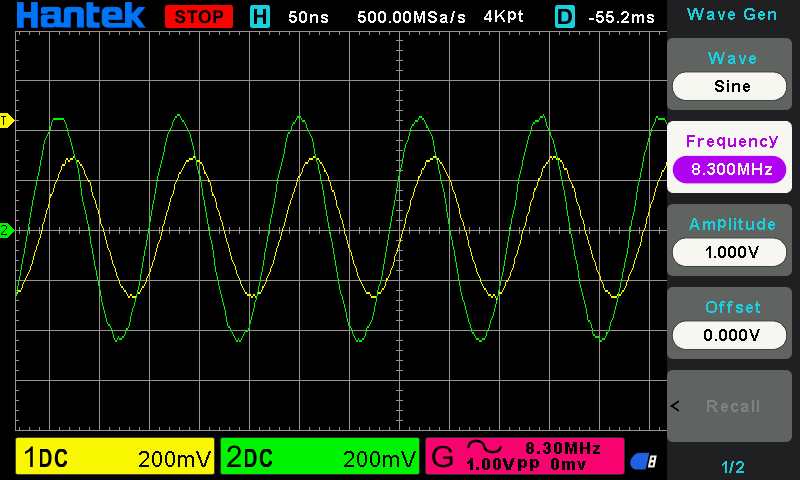 Hantek STOP H 50ns 500.00MSa/s 4Kpt D -55.2ms
Wave Gen
Wave
Sine
T
Frequency
8.300MHz
2
Amplitude
1.000V
Offset
0.000V
< Recall
1DC 200mV 2DC 200mV G 8.30MHz
1.00Vpp 0mv
8
1/2